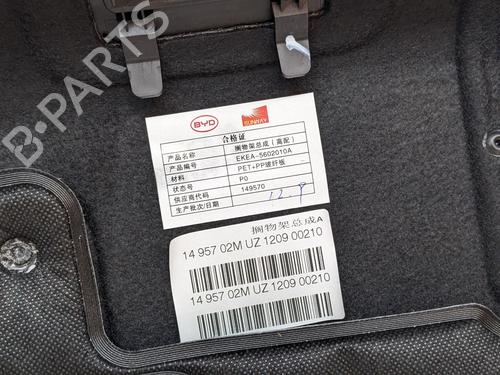 BYD
SUNWAY
合格证
产品名称 搁物架总成(高配)
产品编号 EKEA-5602010A
材料 PET+PP玻纤板
状态号 P0
供应商代码 149570
生产批次/日期 12.9
搁物架总成A
14 957 02M UZ 1209 00210
14 957 02M UZ 1209 00210
B-PARTS